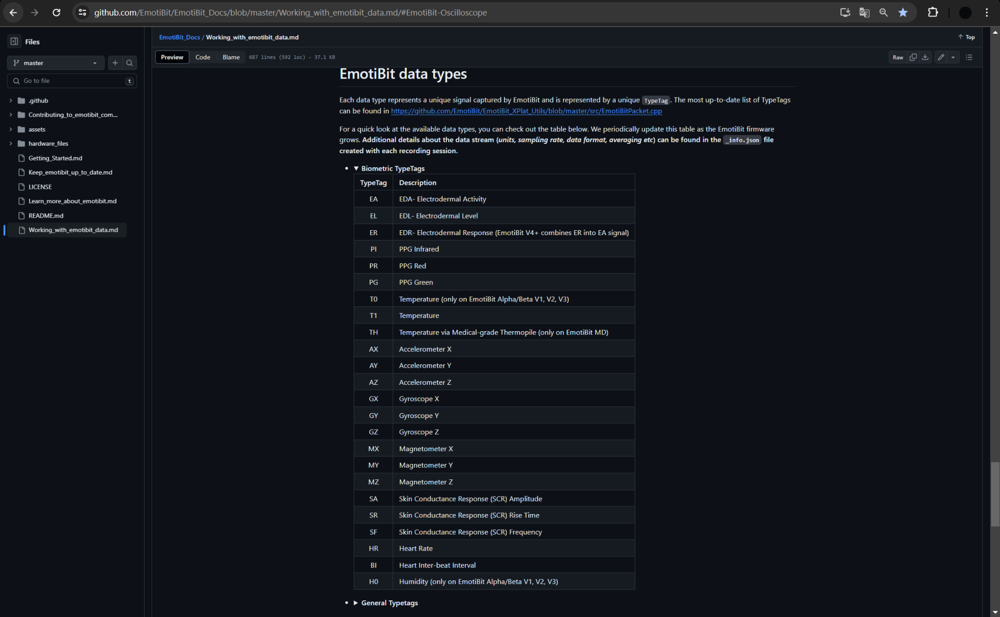 github.com/EmotiBit/EmotiBit_Docs/blob/master/Working_with_emotibit_data.md/#EmotiBit-Oscilloscope
Files
master
Go to file
t
.github
Contributing_to_emotibit_com...
assets
hardware_files
Getting_Started.md
Keep_emotibit_up_to_date.md
LICENSE
Learn_more_about_emotibit.md
README.md
Working_with_emotibit_data.md
EmotiBit_Docs / Working_with_emotibit_data.md
Top
Preview Code Blame 687 lines (592 loc) · 37.1 KB
Raw
EmotiBit data types
Each data type represents a unique signal captured by EmotiBit and is represented by a unique TypeTag. The most up-to-date list of TypeTags
can be found in https://github.com/EmotiBit/EmotiBit_XPlat_Utils/blob/master/src/EmotiBitPacket.cpp
For a quick look at the available data types, you can check out the table below. We periodically update this table as the EmotiBit firmware
grows. Additional details about the data stream (units, sampling rate, data format, averaging etc) can be found in the _info.json file
created with each recording session.
Biometric TypeTags
TypeTag Description
EA EDA- Electrodermal Activity
EL EDL- Electrodermal Level
ER EDR- Electrodermal Response (EmotiBit V4+ combines ER into EA signal)
PI PPG Infrared
PR PPG Red
PG PPG Green
T0 Temperature (only on EmotiBit Alpha/Beta V1, V2, V3)
T1 Temperature
TH Temperature via Medical-grade Thermopile (only on EmotiBit MD)
AX Accelerometer X
AY Accelerometer Y
AZ Accelerometer Z
GX Gyroscope X
GY Gyroscope Y
GZ Gyroscope Z
MX Magnetometer X
MY Magnetometer Y
MZ Magnetometer Z
SA Skin Conductance Response (SCR) Amplitude
SR Skin Conductance Response (SCR) Rise Time
SF Skin Conductance Response (SCR) Frequency
HR Heart Rate
BI Heart Inter-beat Interval
H0 Humidity (only on EmotiBit Alpha/Beta V1, V2, V3)
General Typetags